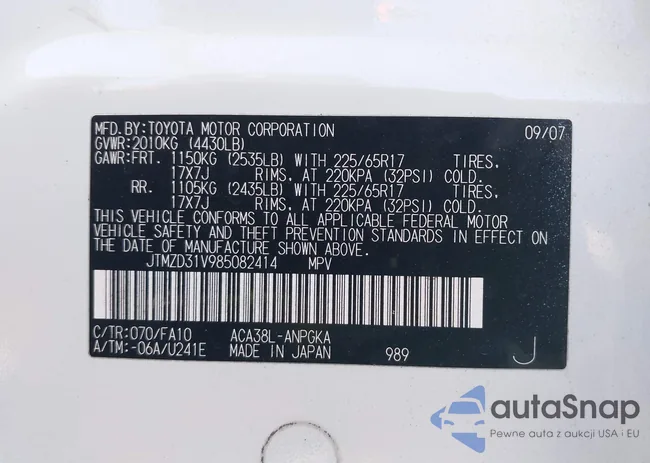 MFD.BY:TOYOTA MOTOR CORPORATION 09/07
GVWR:2010KG (4430LB)
GAWR:FRT. 1150KG (2535LB) WITH 225/65R17 TIRES,
17X7J RIMS, AT 220KPA (32PSI) COLD.
RR. 1105KG (2435LB) WITH 225/65R17 TIRES,
17X7J RIMS, AT 220KPA (32PSI) COLD.
THIS VEHICLE CONFORMS TO ALL APPLICABLE FEDERAL MOTOR
VEHICLE SAFETY AND THEFT PREVENTION STANDARDS IN EFFECT ON
THE DATE OF MANUFACTURE SHOWN ABOVE.
JTMZD31V985082414 MPV
C/TR:070/FA10 ACA38L-ANPGKA
A/TM:-06A/U241E MADE IN JAPAN 989 J
autaSnap
Pewne auta z aukcji USA i EU